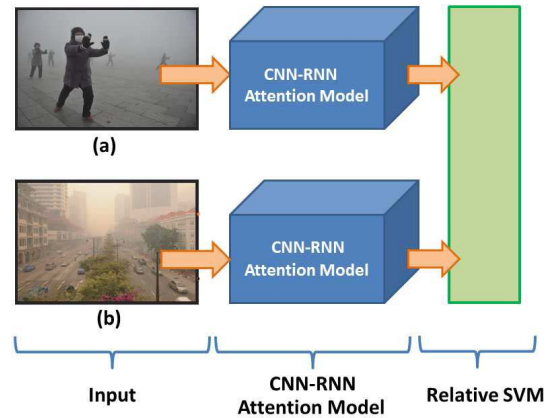 CNN-RNN
Attention Model
(a)
CNN-RNN
Attention Model
(b)
Input
CNN-RNN
Attention Model
Relative SVM